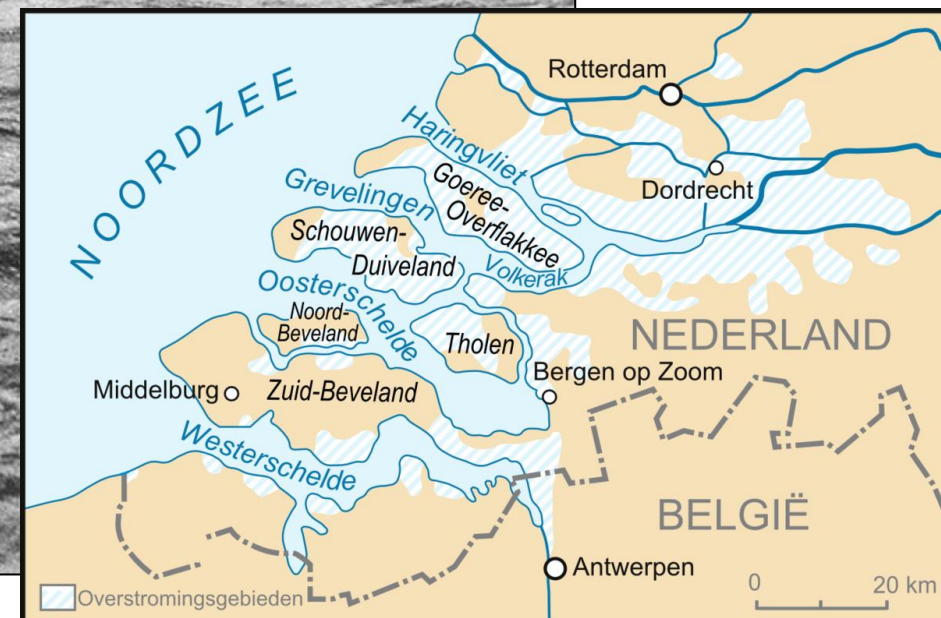 NOORDZEE
Rotterdam
Haringvliet
Dordrecht
Grevelingen
Goeree-
Overflakkee
Schouwen-
Duiveland
Volkerak
Oosterschelde
Noord-
Beveland
Tholen
NEDERLAND
Bergen op Zoom
Middelburg
Zuid-Beveland
Westerschelde
BELGIË
Antwerpen
0 20 km
Overstromingsgebieden